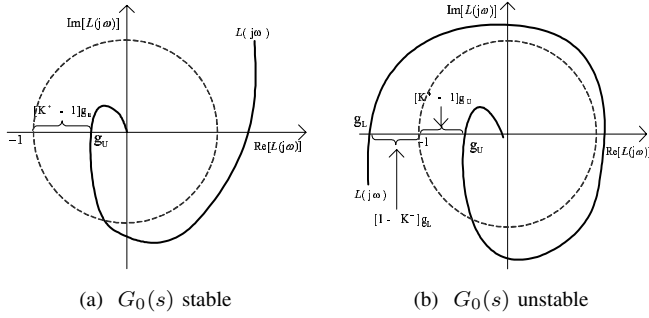 Im[L(jω)]
L(jω)
[K⁺ - 1]g
-1
g_U
Re[L(jω)]
(a) G₀(s) stable
Im[L(jω)]
- 1]g_U
g_L
-1
g_U
Re[L(jω)]
L(jω)
[1 - K⁻]g_L
(b) G₀(s) unstable